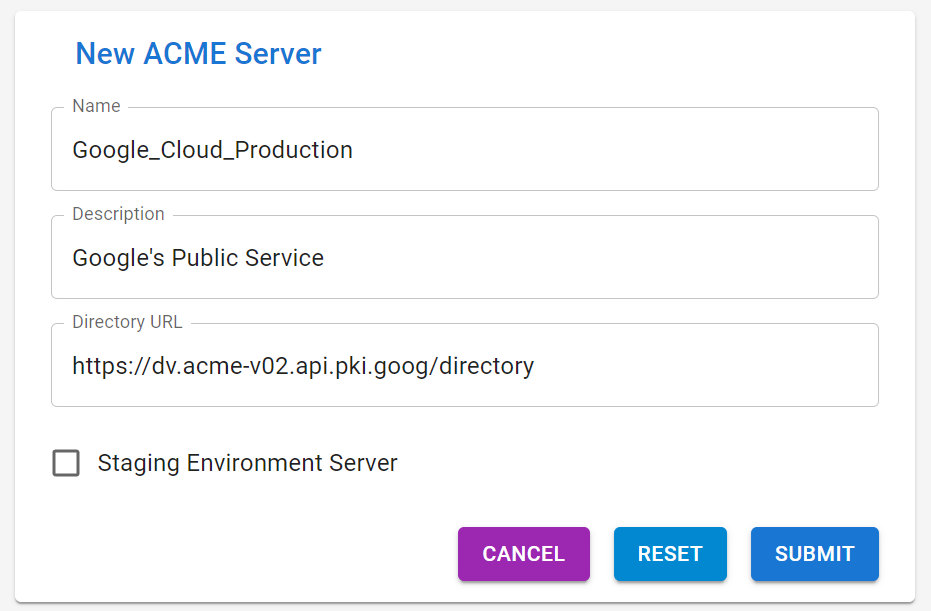 New ACME Server
Name
Google_Cloud_Production
Description
Google's Public Service
Directory URL
https://dv.acme-v02.api.pki.goog/directory
Staging Environment Server
CANCEL RESET SUBMIT